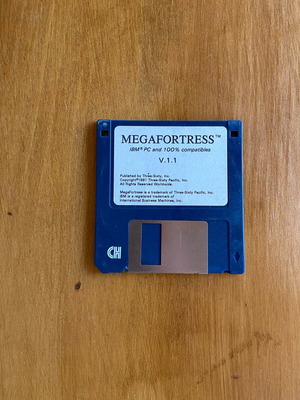 MEGAFORTRESS™
IBM® PC and 100% compatibles
V.1.1
Published by Three-Sixty, Inc.
Copyright©1991 Three-Sixty Pacific, Inc.
All Rights Reserved Worldwide.
MegaFortress is a trademark of Three-Sixty Pacific, Inc.
IBM is a registered trademark of
International Business Machines, Inc.
CH